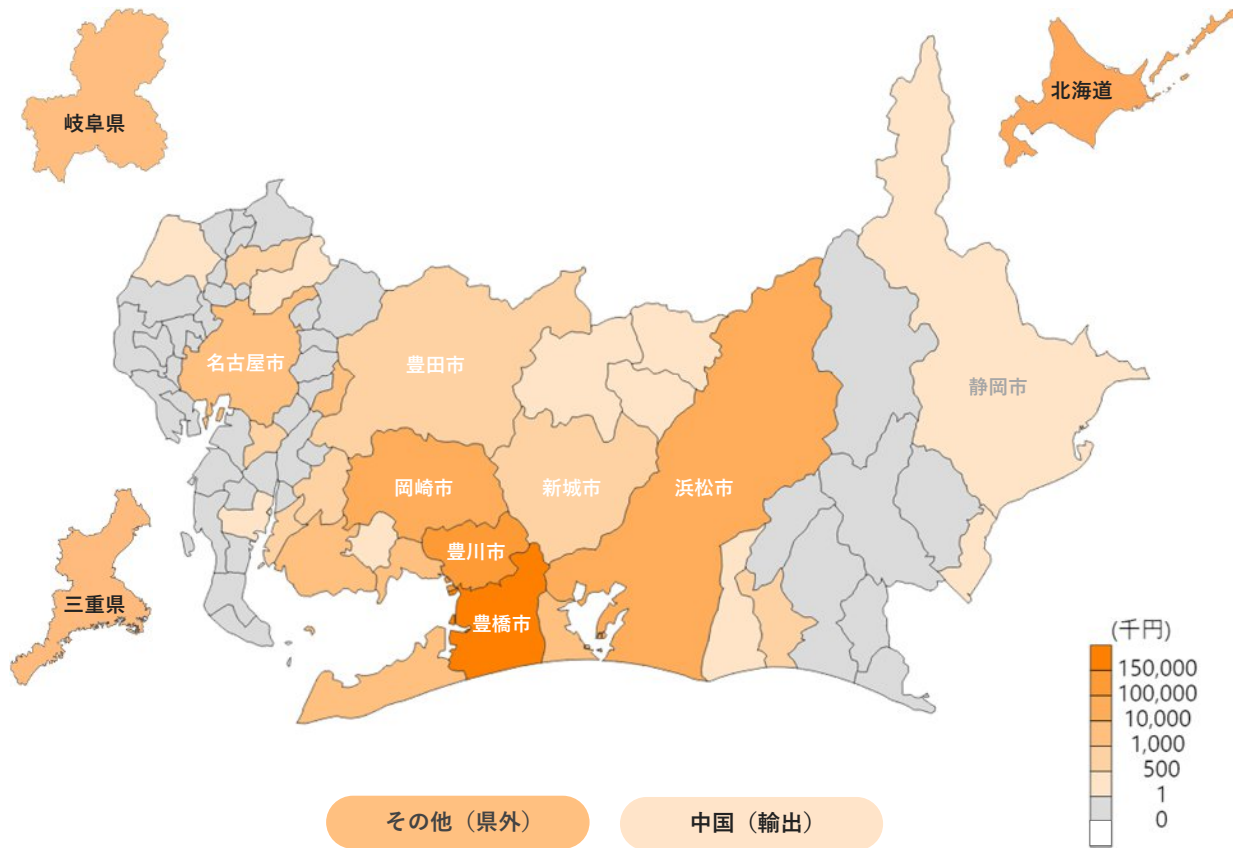 岐阜県
北海道
名古屋市
豊田市
静岡市
岡崎市
新城市
浜松市
豊川市
三重県
豊橋市
(千円)
150,000
100,000
10,000
1,000
500
1
0
その他（県外）
中国（輸出）